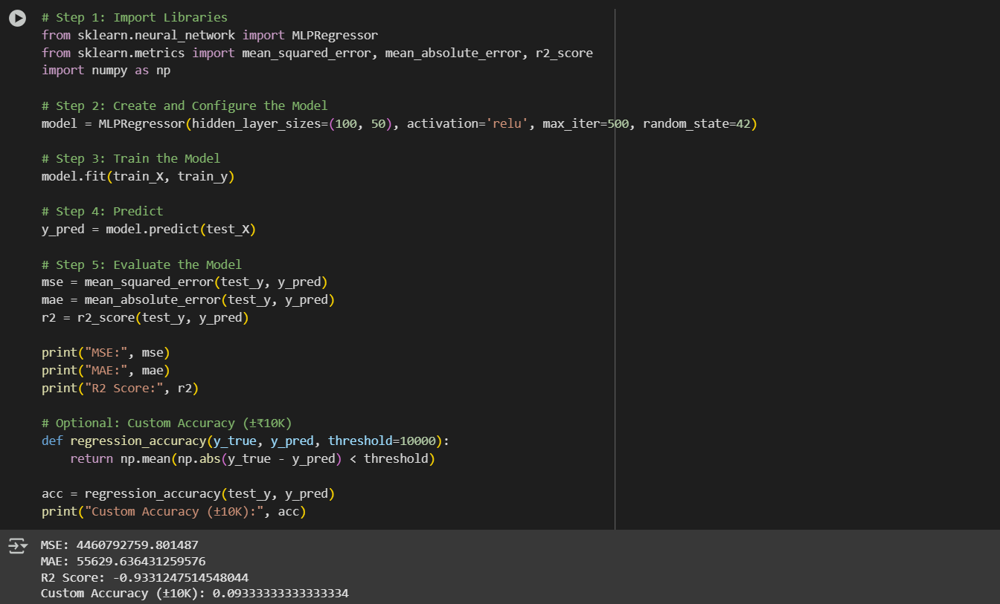 # Step 1: Import Libraries
from sklearn.neural_network import MLPRegressor
from sklearn.metrics import mean_squared_error, mean_absolute_error, r2_score
import numpy as np
# Step 2: Create and Configure the Model
model = MLPRegressor(hidden_layer_sizes=(100, 50), activation='relu', max_iter=500, random_state=42)
# Step 3: Train the Model
model.fit(train_X, train_y)
# Step 4: Predict
y_pred = model.predict(test_X)
# Step 5: Evaluate the Model
mse = mean_squared_error(test_y, y_pred)
mae = mean_absolute_error(test_y, y_pred)
r2 = r2_score(test_y, y_pred)
print("MSE:", mse)
print("MAE:", mae)
print("R2 Score:", r2)
# Optional: Custom Accuracy (±₹10K)
def regression_accuracy(y_true, y_pred, threshold=10000):
    return np.mean(np.abs(y_true - y_pred) < threshold)
acc = regression_accuracy(test_y, y_pred)
print("Custom Accuracy (±10K):", acc)
MSE: 4460792759.801487
MAE: 55629.636431259576
R2 Score: -0.9331247514548044
Custom Accuracy (±10K): 0.09333333333333334